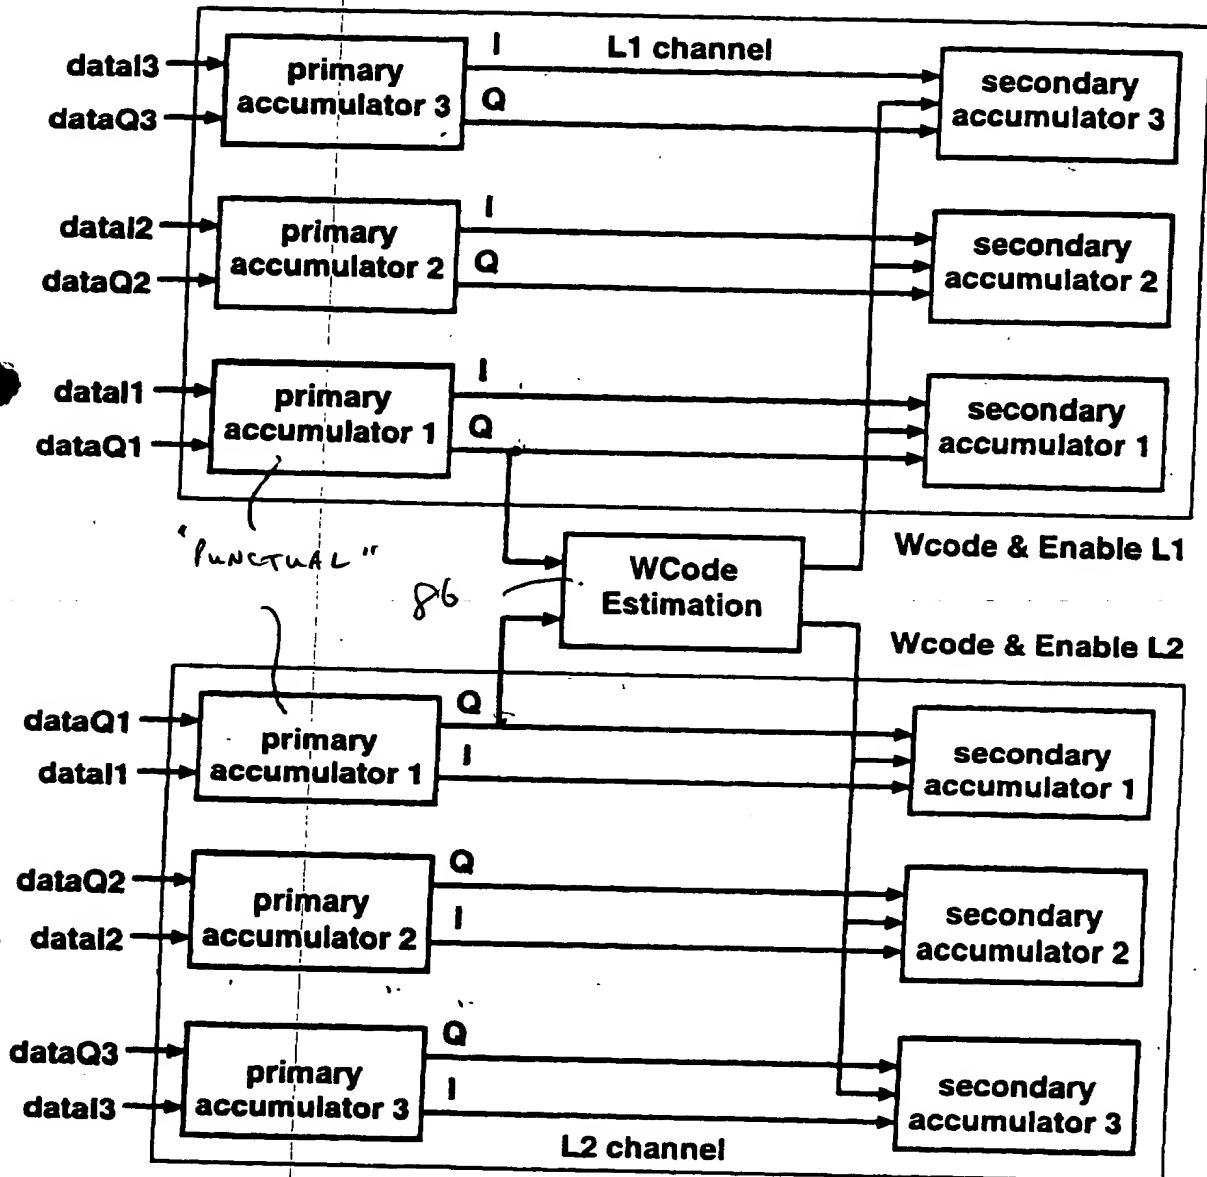 I
L1 channel
dataI3
primary
accumulator 3
dataQ3
Q
secondary
accumulator 3
I
dataI2
primary
accumulator 2
dataQ2
Q
secondary
accumulator 2
I
dataI1
primary
accumulator 1
dataQ1
Q
secondary
accumulator 1
"PUNCTUAL"
86
WCode
Estimation
Wcode & Enable L1
Wcode & Enable L2
Q
dataQ1
primary
accumulator 1
dataI1
I
secondary
accumulator 1
Q
dataQ2
primary
accumulator 2
dataI2
I
secondary
accumulator 2
Q
dataQ3
primary
accumulator 3
dataI3
I
secondary
accumulator 3
L2 channel